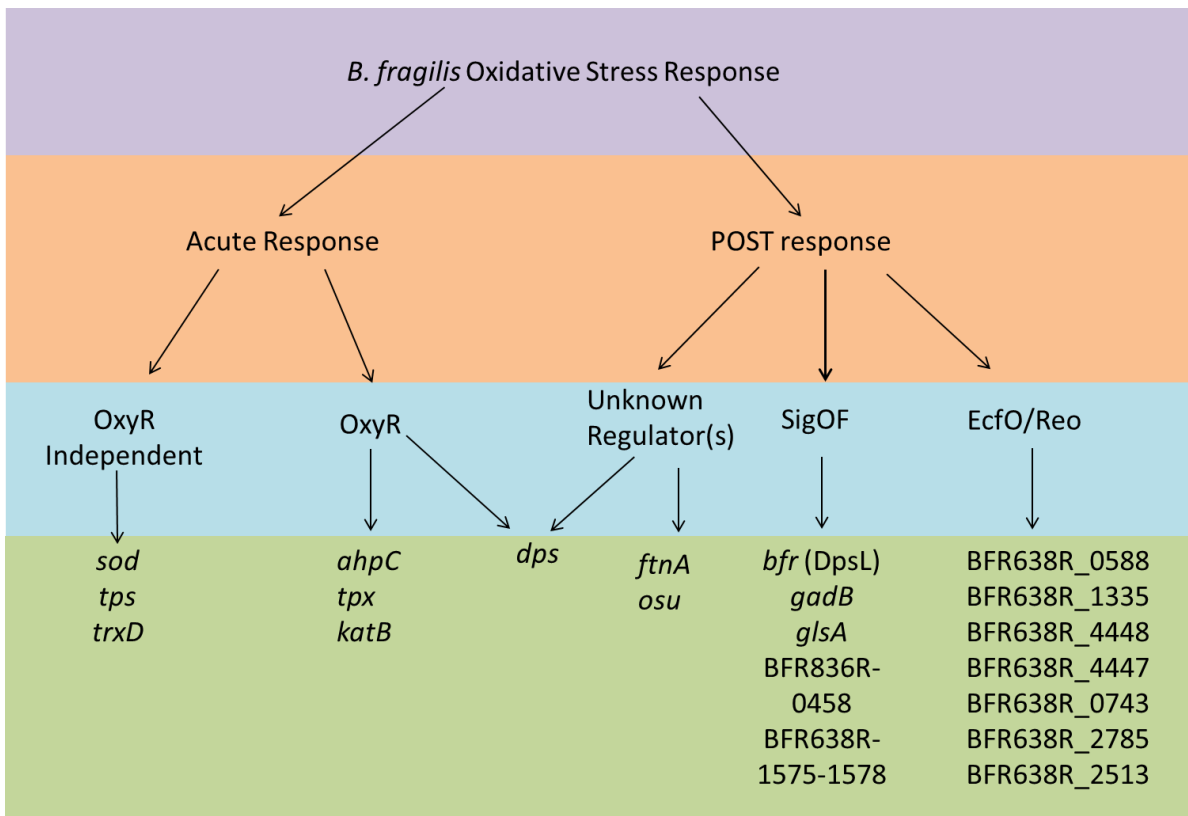 B. fragilis Oxidative Stress Response
Acute Response
POST response
OxyR
Independent
OxyR
Unknown
Regulator(s)
SigOF
EcfO/Reo
sod
tps
trxD
ahpC
tpx
katB
dps
ftnA
osu
bfr (DpsL)
gadB
glsA
BFR836R-
0458
BFR638R-
1575-1578
BFR638R_0588
BFR638R_1335
BFR638R_4448
BFR638R_4447
BFR638R_0743
BFR638R_2785
BFR638R_2513